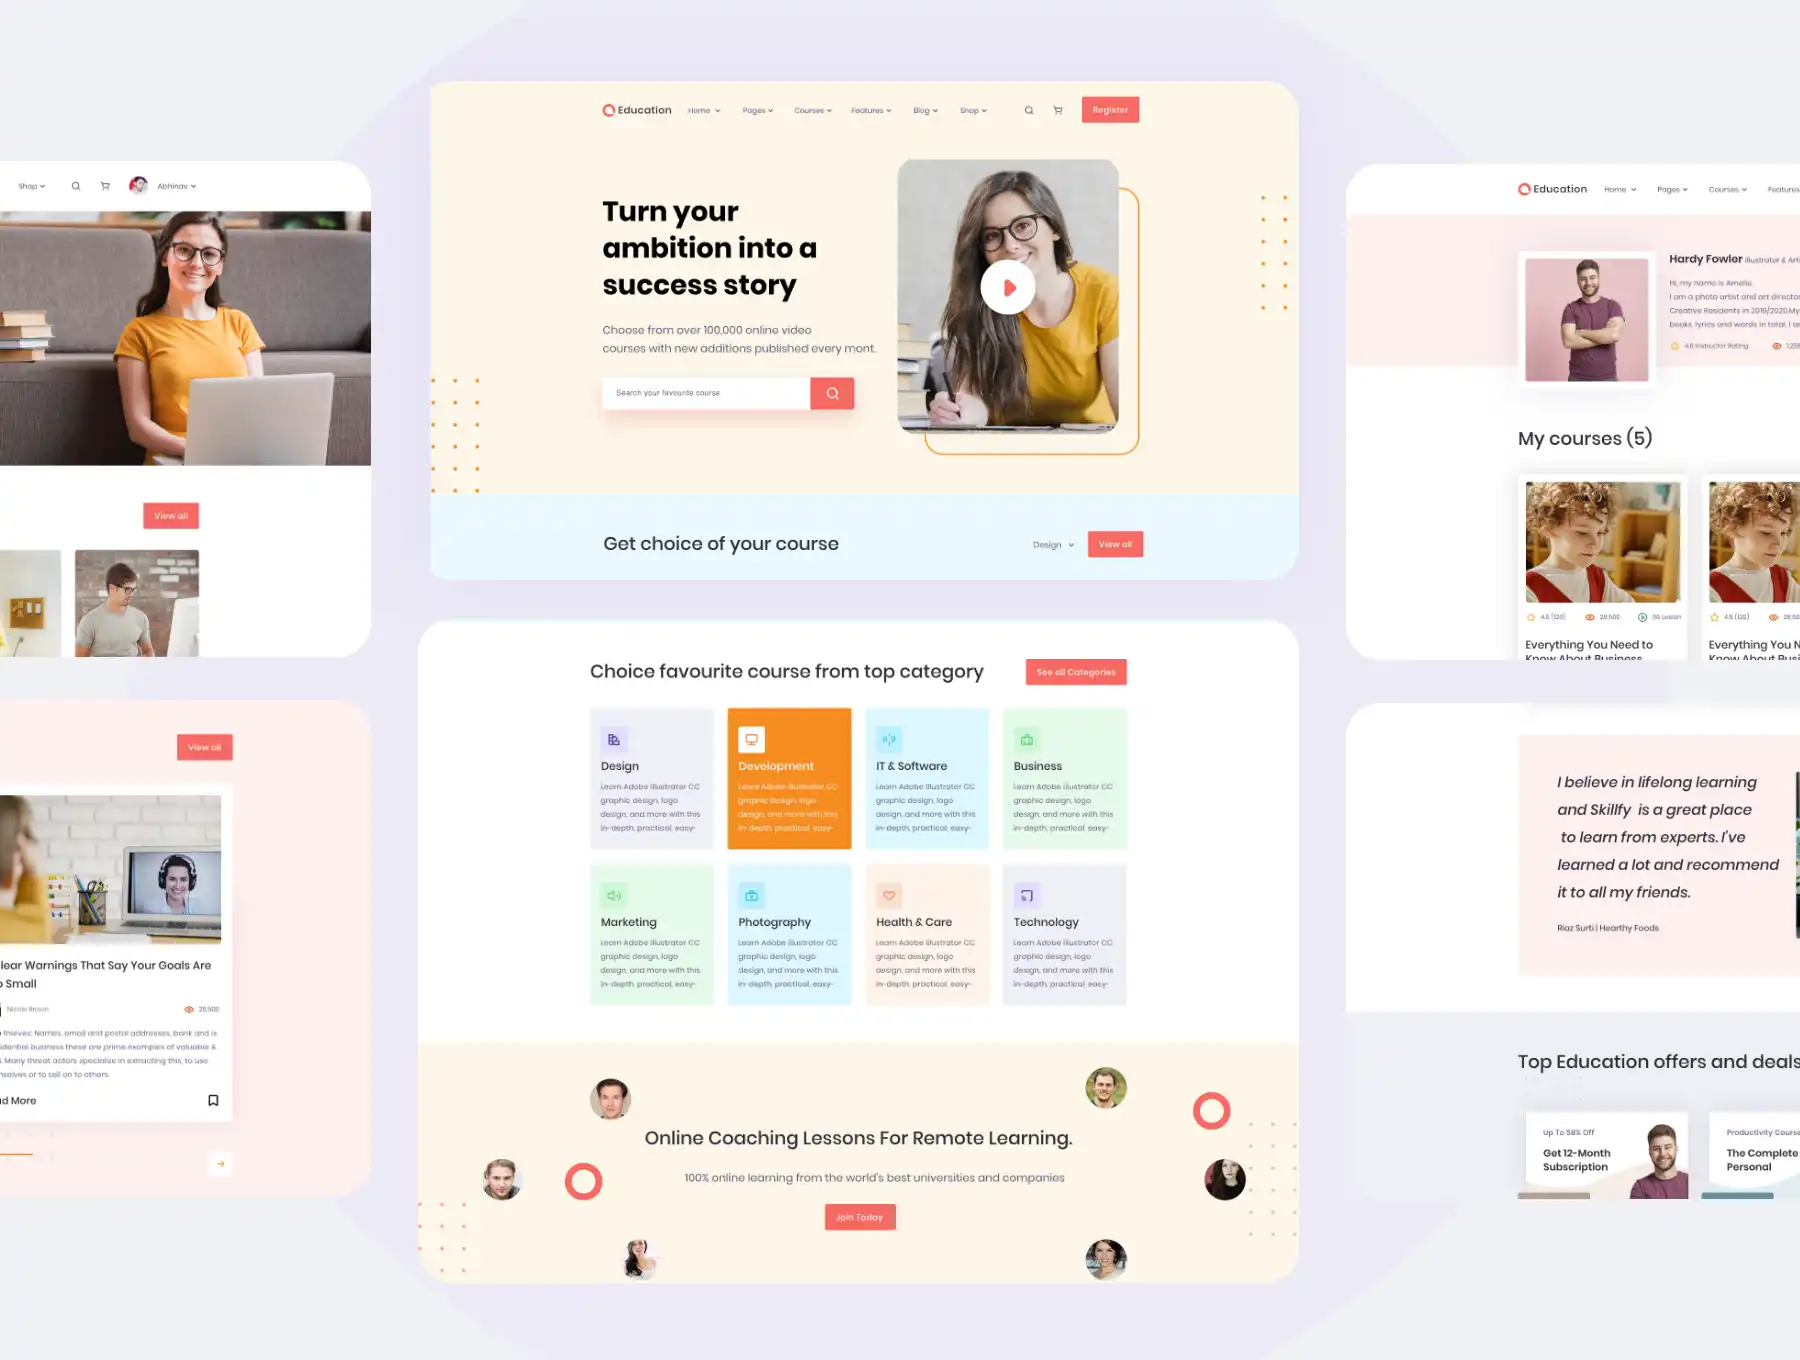 Education Home Pages Courses Features Blog Shop Register
Turn your
ambition into a
success story
Choose from over 100,000 online video
courses with new additions published every mont.
Search your favourite course
Get choice of your course Design View all
Shop Abhinav
View all
Education Home Pages Courses Features
Hardy Fowler Illustrator &
Hi, my name is Amelie.
I am a photo artist and art director
Creative Residents in 2019/2020.My
books, lyrics and words in total, I
4.6 Instructor Rating
My courses (5)
4.5 (120) 28,500 56 Lesson
4.5 (122)
Everything You Need to
Know About Business
Everything You
Know About
Choice favourite course from top category See all Categories
Design
Learn Adobe Illustrator CC
graphic design, logo
design, and more with this
in-depth, practical, easy-
Development
Learn Adobe Illustrator CC
graphic design, logo
design, and more with this
in-depth, practical, easy-
IT & Software
Learn Adobe Illustrator CC
graphic design, logo
design, and more with this
in-depth, practical, easy-
Business
Learn Adobe Illustrator CC
graphic design, logo
design, and more with this
in-depth, practical, easy-
Marketing
Learn Adobe Illustrator CC
graphic design, logo
design, and more with this
in-depth, practical, easy-
Photography
Learn Adobe Illustrator CC
graphic design, logo
design, and more with this
in-depth, practical, easy-
Health & Care
Learn Adobe Illustrator CC
graphic design, logo
design, and more with this
in-depth, practical, easy-
Technology
Learn Adobe Illustrator CC
graphic design, logo
design, and more with this
in-depth, practical, easy-
Online Coaching Lessons For Remote Learning.
100% online learning from the world's best universities and companies
Join Today
View all
lear Warnings That Say Your Goals Are
o Small
Nicole Brown 28,500
thieves: Names, email and postal addresses, bank and is
idential business these are prime examples of valuable &
. Many threat actors specialize in extracting this, to use
mselves or to sell on to others.
d More
I believe in lifelong learning
and Skillfy is a great place
to learn from experts. I've
learned a lot and recommend
it to all my friends.
Riaz Surti | Hearthy Foods
Top Education offers and deals
Up To 58% Off
Get 12-Month
Subscription
Productivity Course
The Complete
Personal